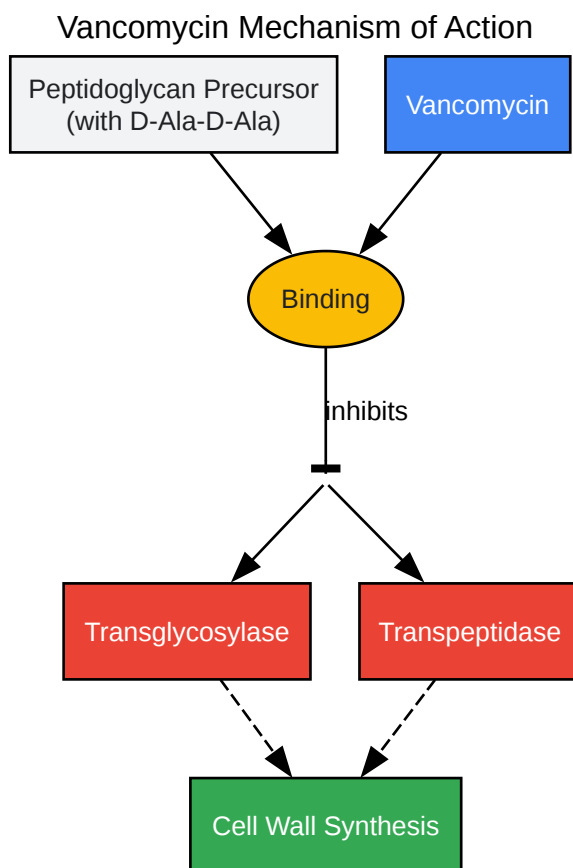 Vancomycin Mechanism of Action
Peptidoglycan Precursor
(with D-Ala-D-Ala)
Vancomycin
Binding
inhibits
Transglycosylase
Transpeptidase
Cell Wall Synthesis